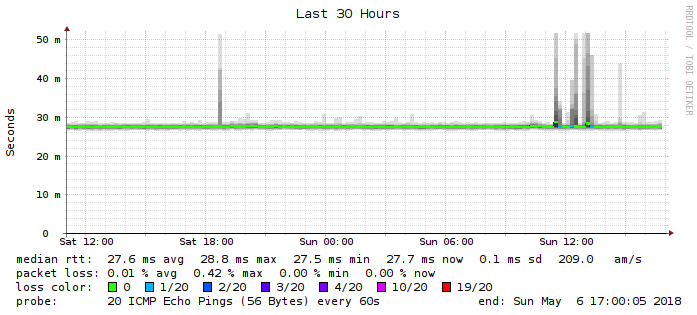 Last 30 Hours
RRDTOOL / TOBI OETIKER
Seconds
50 m
40 m
30 m
20 m
10 m
0
Sat 12:00 Sat 18:00 Sun 00:00 Sun 06:00 Sun 12:00
median rtt: 27.6 ms avg 28.8 ms max 27.5 ms min 27.7 ms now 0.1 ms sd 209.0 am/s
packet loss: 0.01 % avg 0.42 % max 0.00 % min 0.00 % now
loss color: 0 1/20 2/20 3/20 4/20 10/20 19/20
probe: 20 ICMP Echo Pings (56 Bytes) every 60s end: Sun May 6 17:00:05 2018